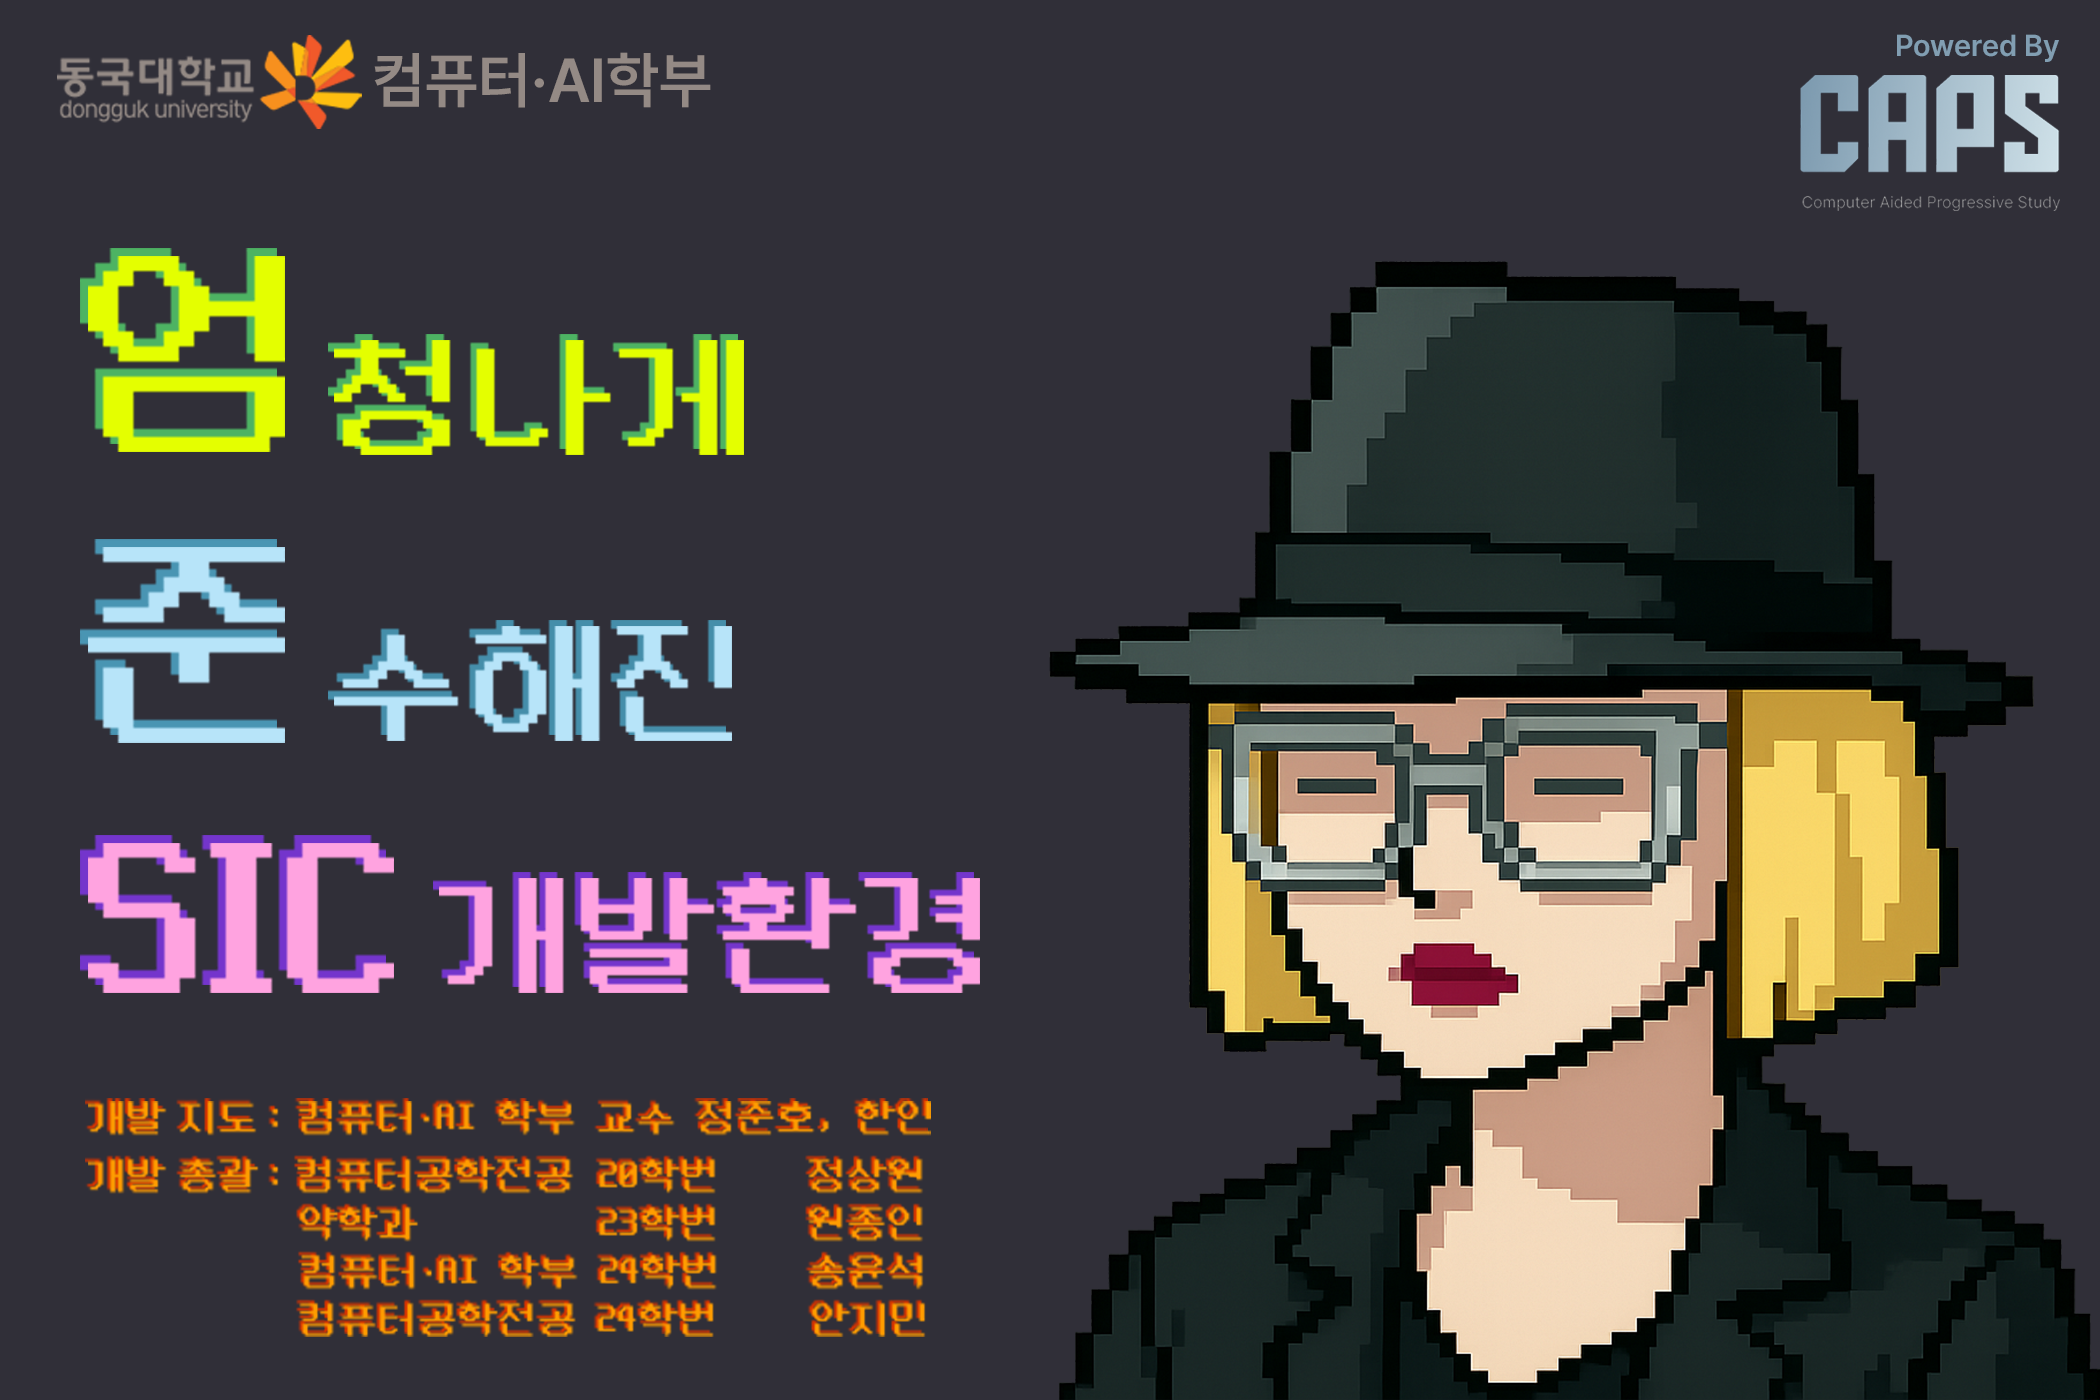 동국대학교
dongguk university
컴퓨터·AI학부
Powered By
CAPS
Computer Aided Progressive Study
엄청나게
준수해진
SIC 개발환경
개발 지도 : 컴퓨터·AI 학부 교수 정준호, 한인
개발 총괄 : 컴퓨터공학전공 20학번 정상원
약학과 23학번 원종인
컴퓨터·AI 학부 24학번 송윤석
컴퓨터공학전공 24학번 안지민